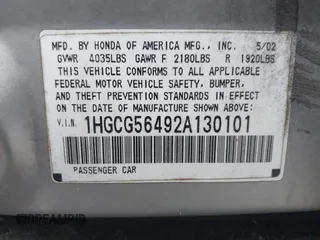 MFD. BY HONDA OF AMERICA MFG., INC. 5/02
GVWR 4035LBS GAWR F 2180LBS R 1920LBS
THIS VEHICLE CONFORMS TO ALL APPLICABLE
FEDERAL MOTOR VEHICLE SAFETY, BUMPER,
AND THEFT PREVENTION STANDARDS IN EFFECT
ON THE DATE OF MANUFACTURE SHOWN ABOVE.
V.I.N. 1HGCG56492A130101
PASSENGER CAR